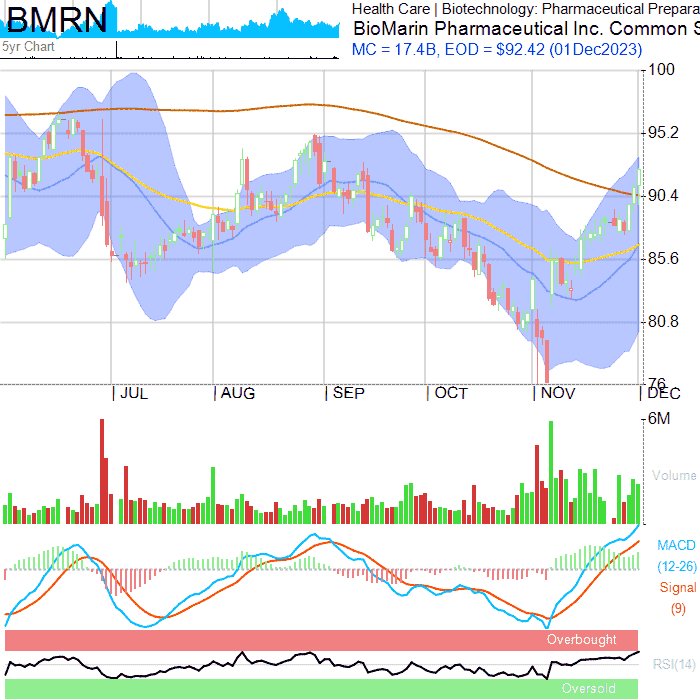 BMRN
5yr Chart
Health Care | Biotechnology: Pharmaceutical Prepara
BioMarin Pharmaceutical Inc. Common S
MC = 17.4B, EOD = $92.42 (01Dec2023)
100
95.2
90.4
85.6
80.8
76
JUL AUG SEP OCT NOV DEC
6M
Volume
MACD
(12-26)
Signal
(9)
Overbought
RSI(14)
Oversold